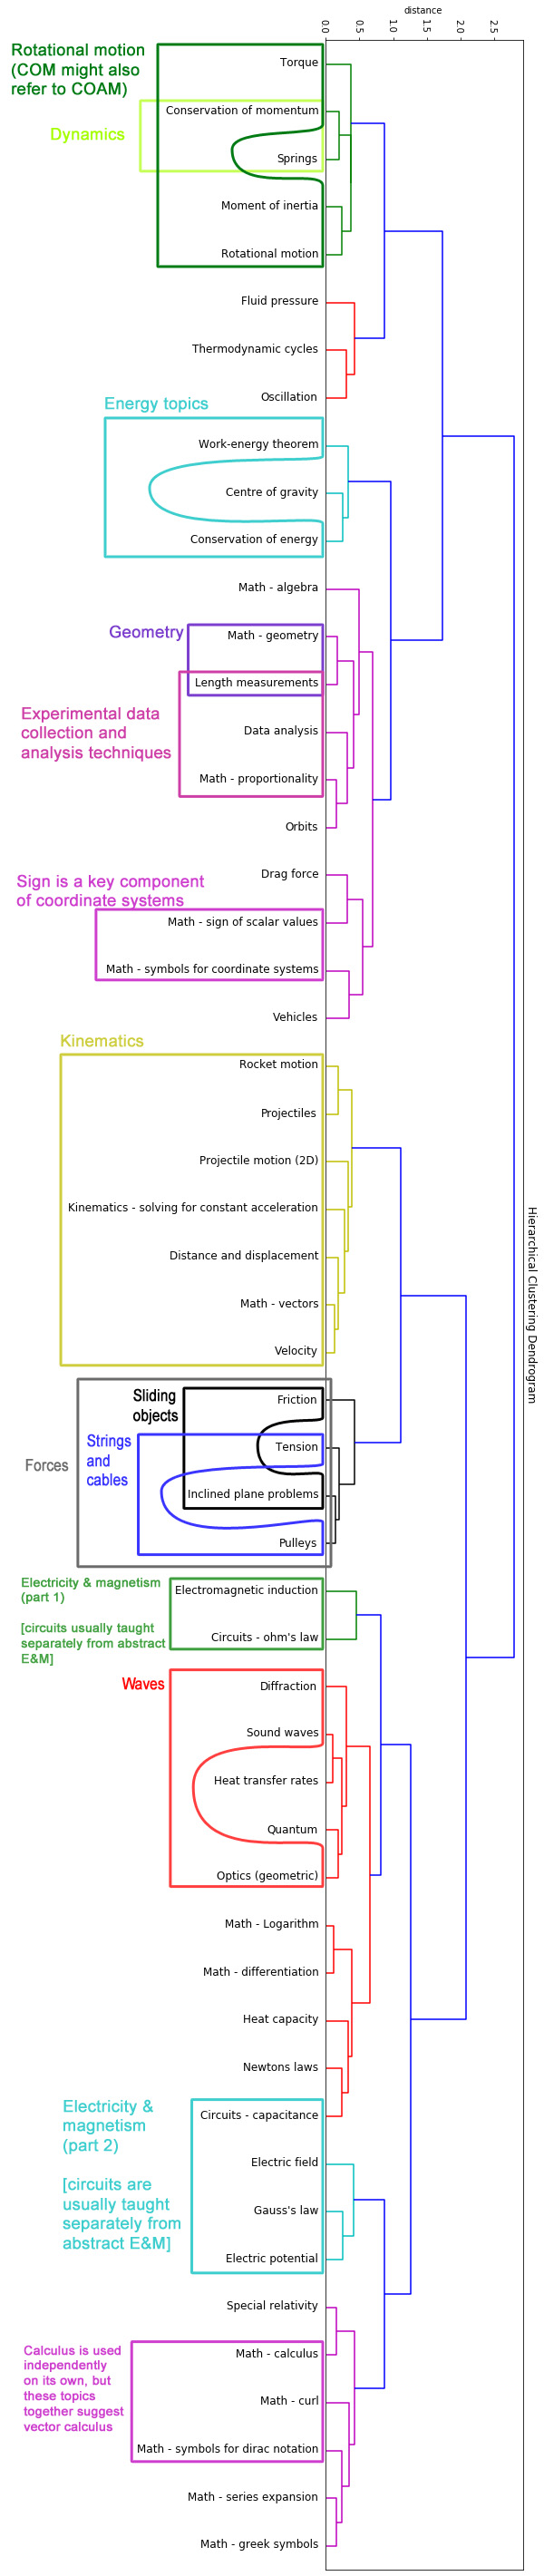 distance
0.0
0.5
1.0
1.5
2.0
2.5
Hierarchical Clustering Dendrogram
Rotational motion
(COM might also
refer to COAM)
Dynamics
Torque
Conservation of momentum
Springs
Moment of inertia
Rotational motion
Fluid pressure
Thermodynamic cycles
Oscillation
Energy topics
Work-energy theorem
Centre of gravity
Conservation of energy
Math - algebra
Geometry
Math - geometry
Length measurements
Experimental data
collection and
analysis techniques
Data analysis
Math - proportionality
Orbits
Drag force
Sign is a key component
of coordinate systems
Math - sign of scalar values
Math - symbols for coordinate systems
Vehicles
Kinematics
Rocket motion
Projectiles
Projectile motion (2D)
Kinematics - solving for constant acceleration
Distance and displacement
Math - vectors
Velocity
Forces
Sliding
objects
Strings
and
cables
Friction
Tension
Inclined plane problems
Pulleys
Electricity & magnetism
(part 1)
[circuits usually taught
separately from abstract
E&M]
Electromagnetic induction
Circuits - ohm's law
Waves
Diffraction
Sound waves
Heat transfer rates
Quantum
Optics (geometric)
Math - Logarithm
Math - differentiation
Heat capacity
Newtons laws
Electricity &
magnetism
(part 2)
[circuits are
usually taught
separately from
abstract E&M]
Circuits - capacitance
Electric field
Gauss's law
Electric potential
Special relativity
Calculus is used
independently
on its own, but
these topics
together suggest
vector calculus
Math - calculus
Math - curl
Math - symbols for dirac notation
Math - series expansion
Math - greek symbols